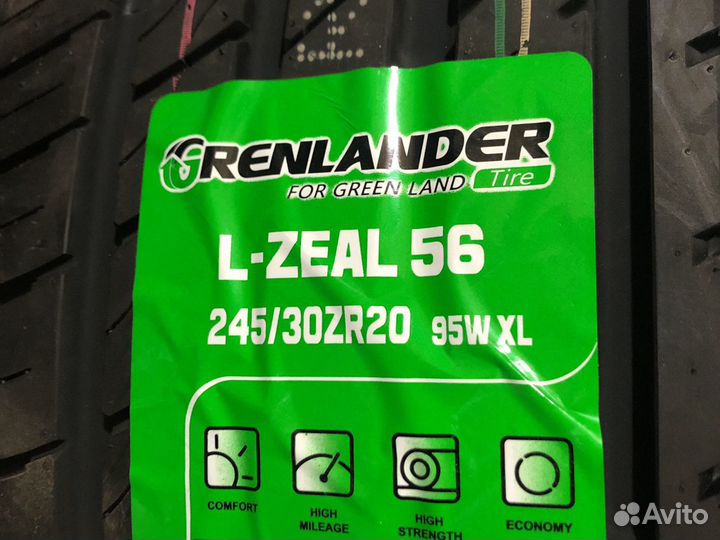 GRENLANDER
FOR GREEN LAND Tire
L-ZEAL 56
245/30ZR20 95W XL
COMFORT
HIGH
MILEAGE
HIGH
STRENGTH
ECONOMY
Avito